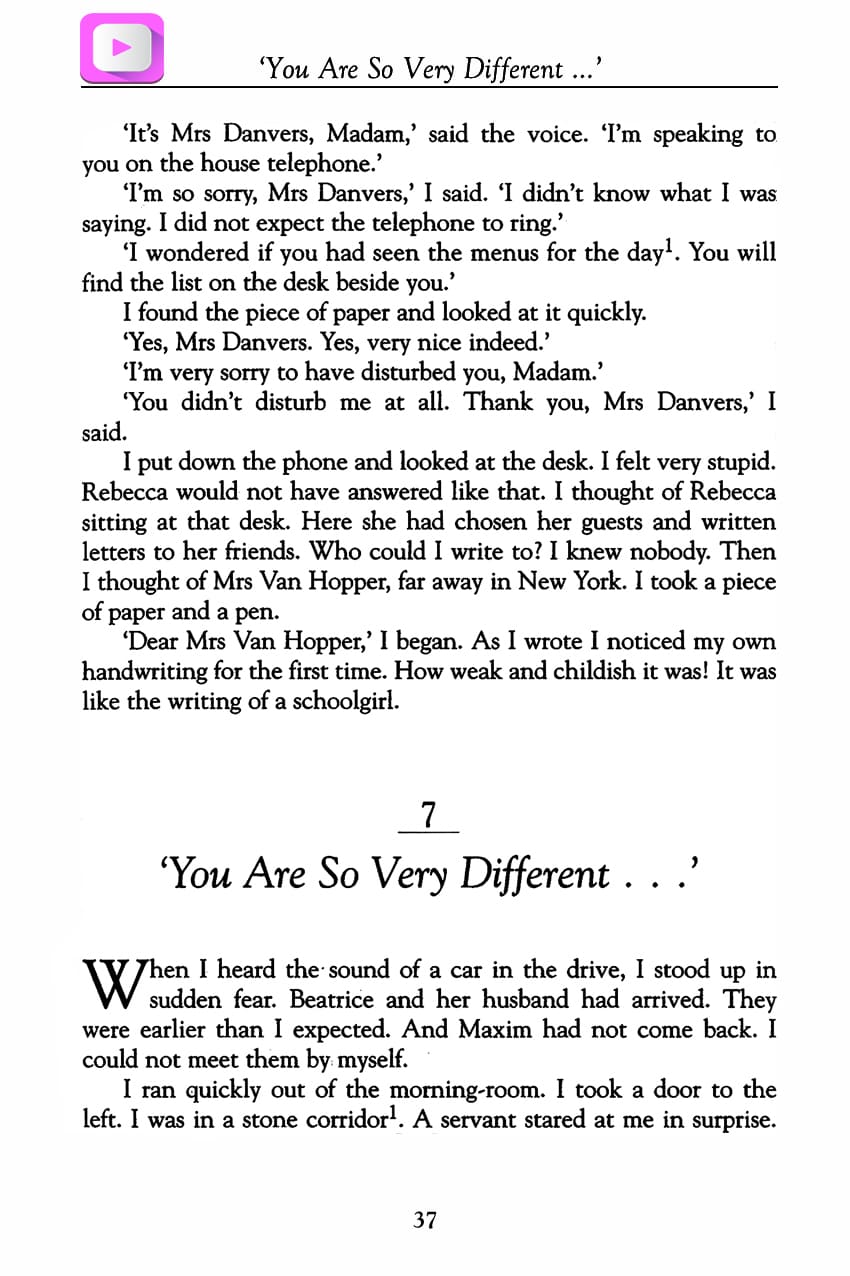 ‘You Are So Very Different ...’
‘It’s Mrs Danvers, Madam,’ said the voice. ‘I’m speaking to
you on the house telephone.’
‘I’m so sorry, Mrs Danvers,’ I said. ‘I didn’t know what I was
saying. I did not expect the telephone to ring.’
‘I wondered if you had seen the menus for the day¹. You will
find the list on the desk beside you.’
I found the piece of paper and looked at it quickly.
‘Yes, Mrs Danvers. Yes, very nice indeed.’
‘I’m very sorry to have disturbed you, Madam.’
‘You didn’t disturb me at all. Thank you, Mrs Danvers,’ I
said.
I put down the phone and looked at the desk. I felt very stupid.
Rebecca would not have answered like that. I thought of Rebecca
sitting at that desk. Here she had chosen her guests and written
letters to her friends. Who could I write to? I knew nobody. Then
I thought of Mrs Van Hopper, far away in New York. I took a piece
of paper and a pen.
‘Dear Mrs Van Hopper,’ I began. As I wrote I noticed my own
handwriting for the first time. How weak and childish it was! It was
like the writing of a schoolgirl.
7
‘You Are So Very Different . . .’
When I heard the sound of a car in the drive, I stood up in
sudden fear. Beatrice and her husband had arrived. They
were earlier than I expected. And Maxim had not come back. I
could not meet them by myself.
I ran quickly out of the morning-room. I took a door to the
left. I was in a stone corridor¹. A servant stared at me in surprise.
37